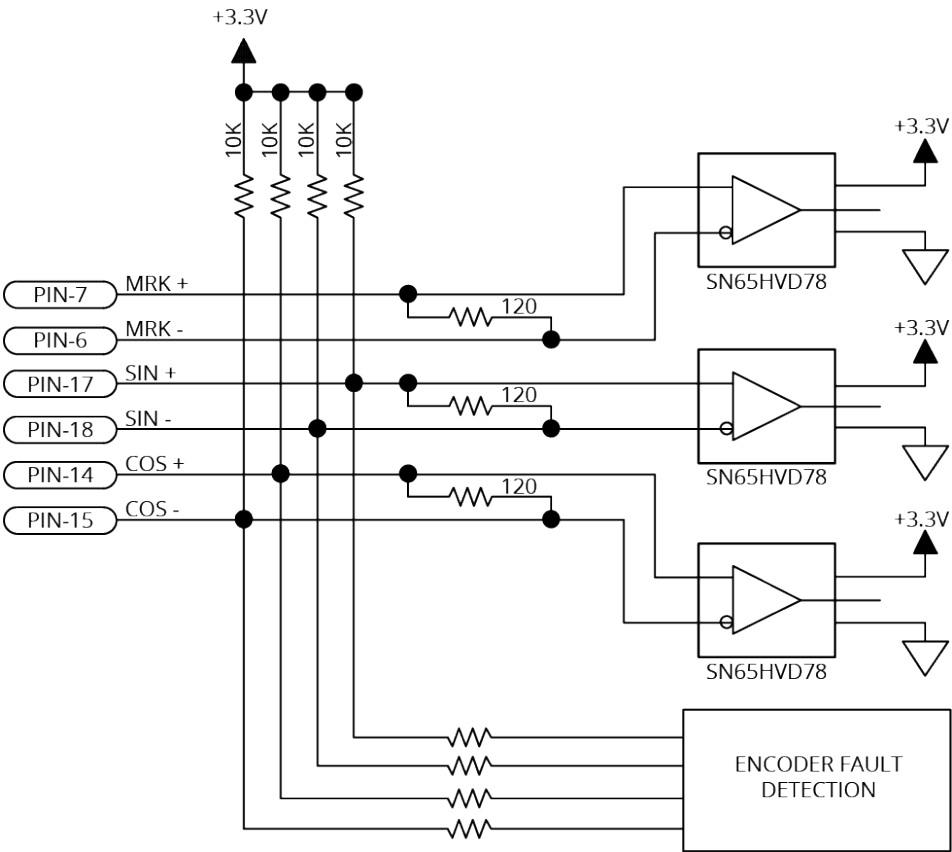 +3.3V
10K
10K
10K
10K
+3.3V
SN65HVD78
PIN-7
MRK +
120
PIN-6
MRK -
+3.3V
PIN-17
SIN +
120
PIN-18
SIN -
SN65HVD78
PIN-14
COS +
120
PIN-15
COS -
+3.3V
SN65HVD78
ENCODER FAULT
DETECTION